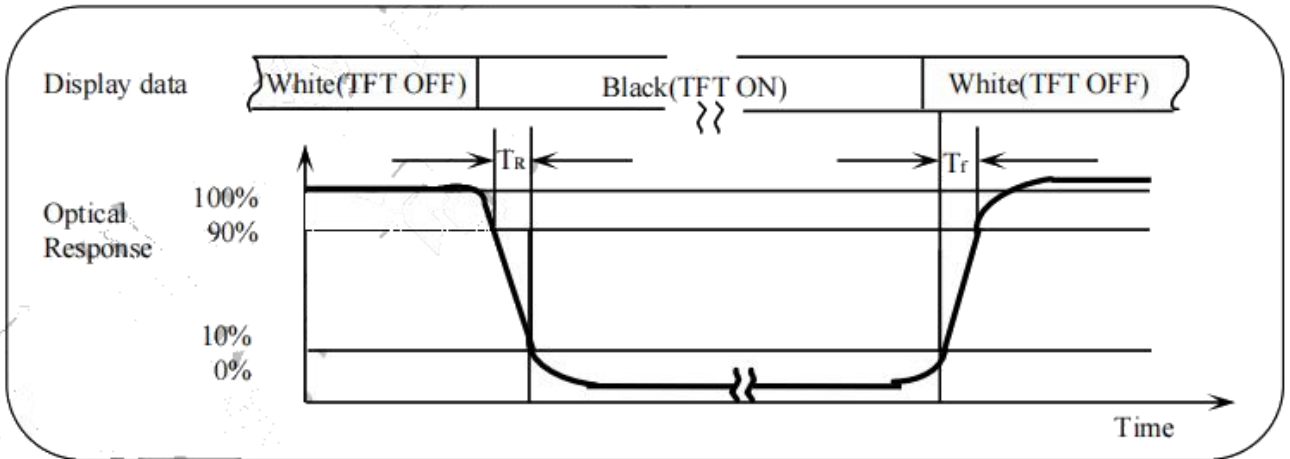 Display data White(TFT OFF) Black(TFT ON) White(TFT OFF)
TR Tf
100%
Optical
Response
90%
10%
0%
Time